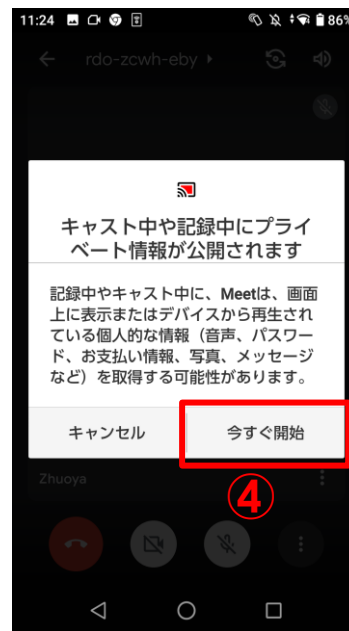 11:24 86%
rdo-zcwh-eby
キャスト中や記録中にプライ
ベート情報が公開されます
記録中やキャスト中に、Meetは、画面
上に表示またはデバイスから再生され
ている個人的な情報（音声、パスワー
ド、お支払い情報、写真、メッセージ
など）を取得する可能性があります。
キャンセル 今すぐ開始
Zhuoya
④